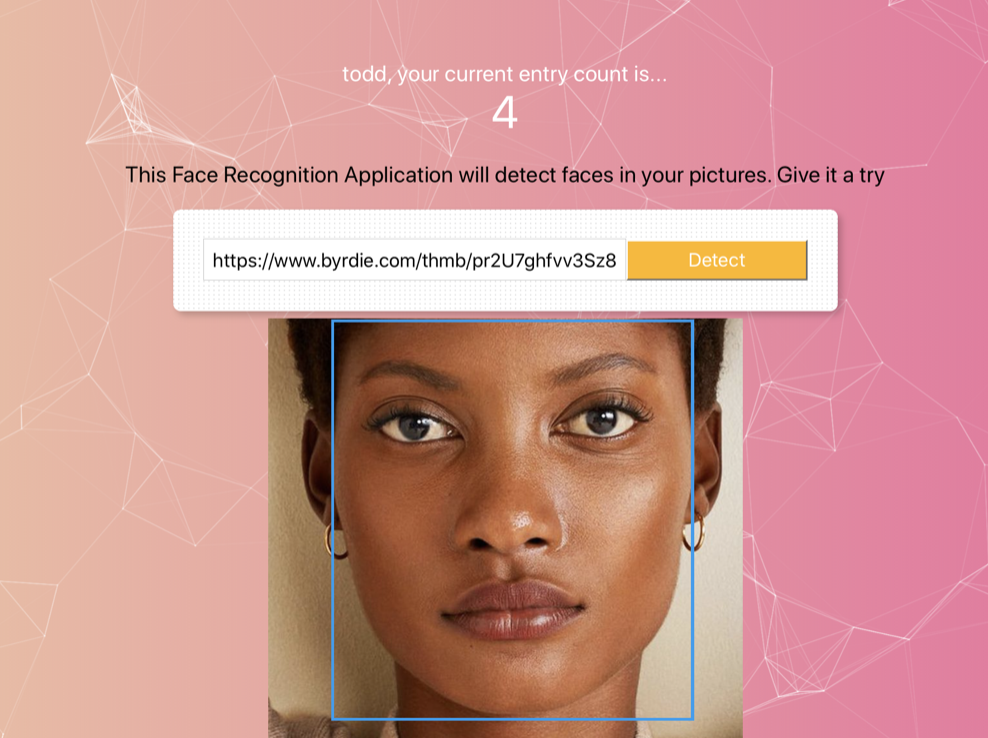 todd, your current entry count is...
4
This Face Recognition Application will detect faces in your pictures. Give it a try
https://www.byrdie.com/thmb/pr2U7ghfvv3Sz8 Detect